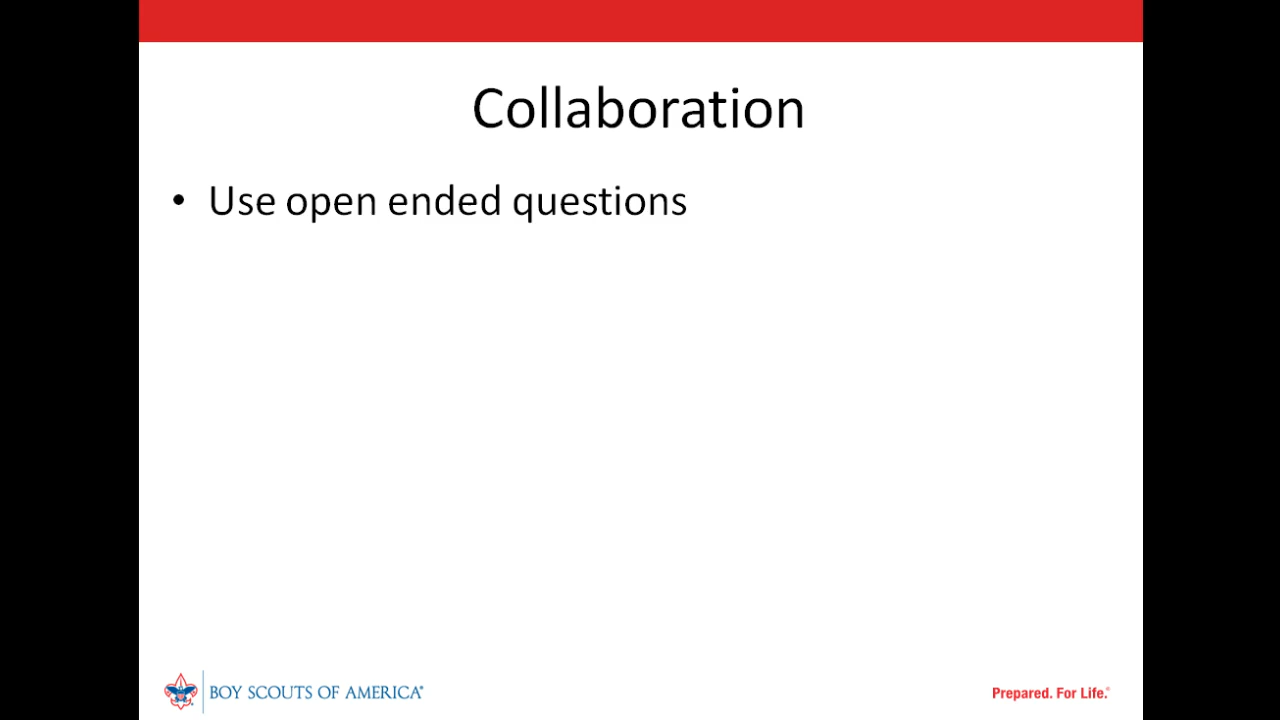 Collaboration
• Use open ended questions
BOY SCOUTS OF AMERICA®
Prepared. For Life.®